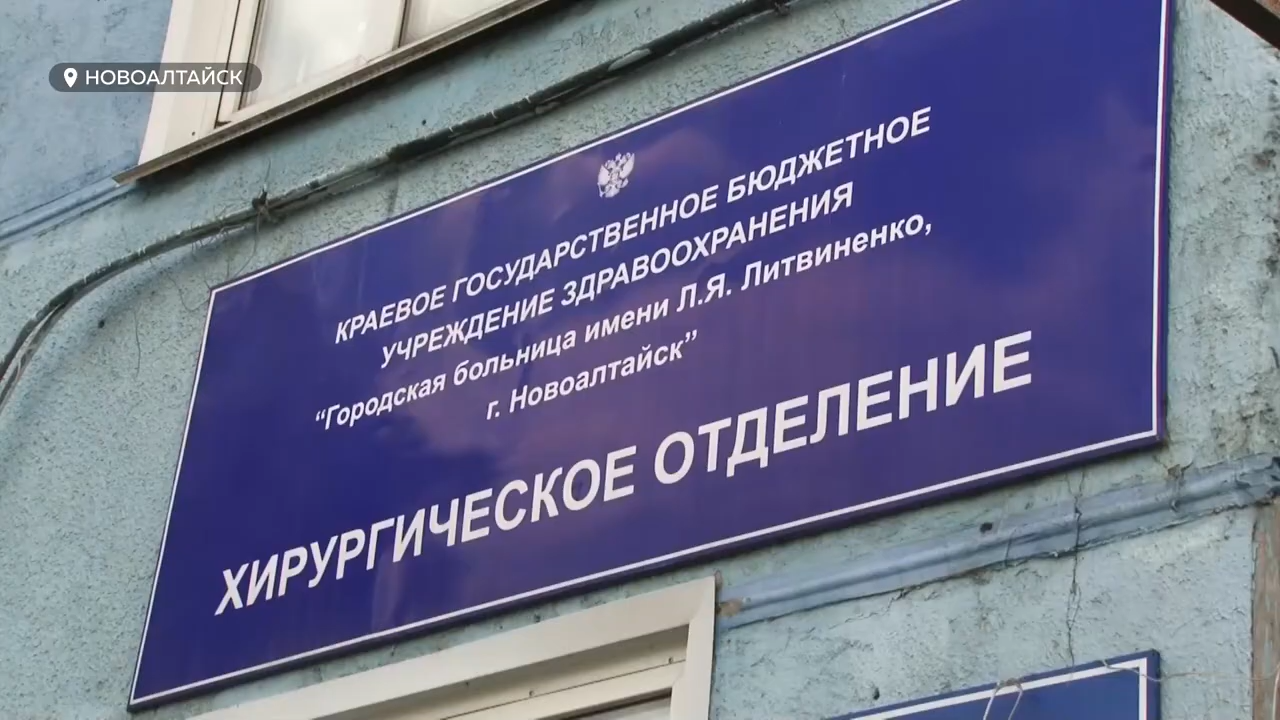 НОВОАЛТАЙСК
КРАЕВОЕ ГОСУДАРСТВЕННОЕ БЮДЖЕТНОЕ
УЧРЕЖДЕНИЕ ЗДРАВООХРАНЕНИЯ
“Городская больница имени Л.Я. Литвиненко,
г. Новоалтайск”
ХИРУРГИЧЕСКОЕ ОТДЕЛЕНИЕ